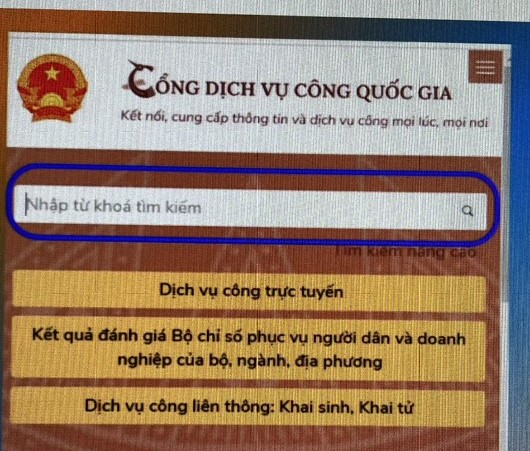 CỔNG DỊCH VỤ CÔNG QUỐC GIA
Kết nối, cung cấp thông tin và dịch vụ công mọi lúc, mọi nơi
Nhập từ khoá tìm kiếm
Tìm kiếm nâng cao
Dịch vụ công trực tuyến
Kết quả đánh giá Bộ chỉ số phục vụ người dân và doanh
nghiệp của bộ, ngành, địa phương
Dịch vụ công liên thông: Khai sinh, Khai tử